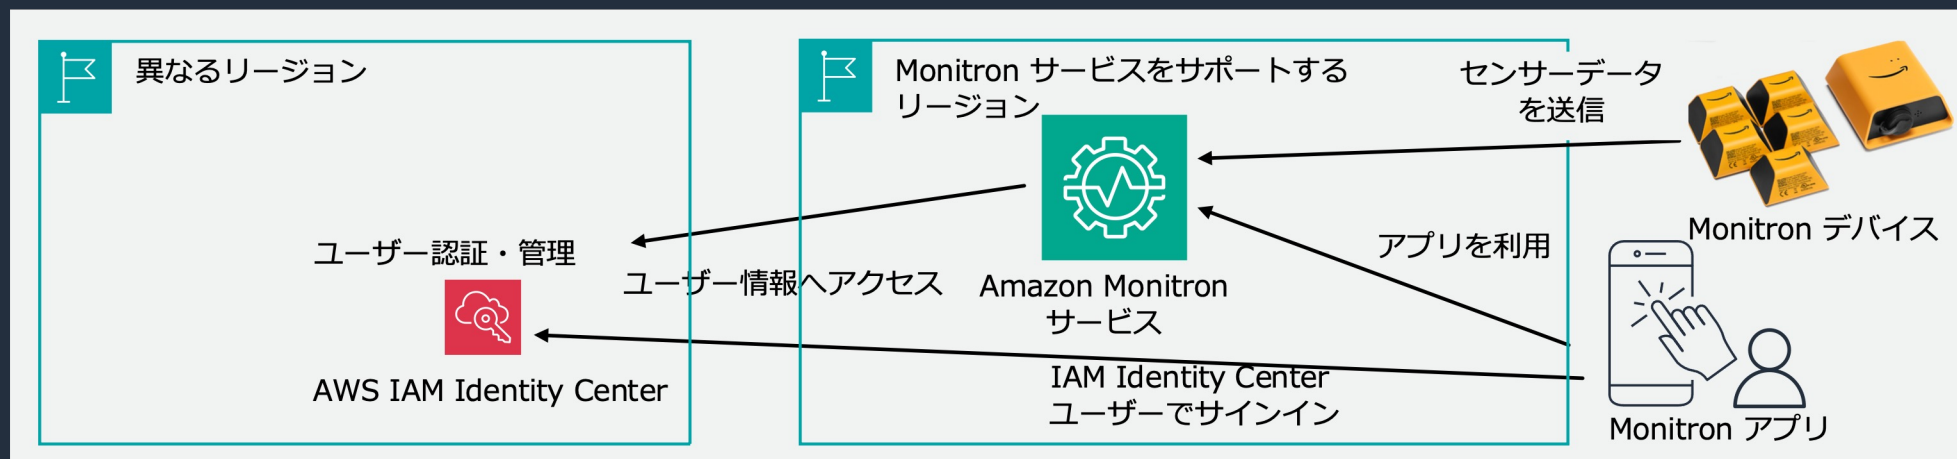 異なるリージョン
Monitron サービスをサポートする
リージョン
センサーデータ
を送信
Monitron デバイス
ユーザー認証・管理
ユーザー情報へアクセス
アプリを利用
Amazon Monitron
サービス
AWS IAM Identity Center
IAM Identity Center
ユーザーでサインイン
Monitron アプリ